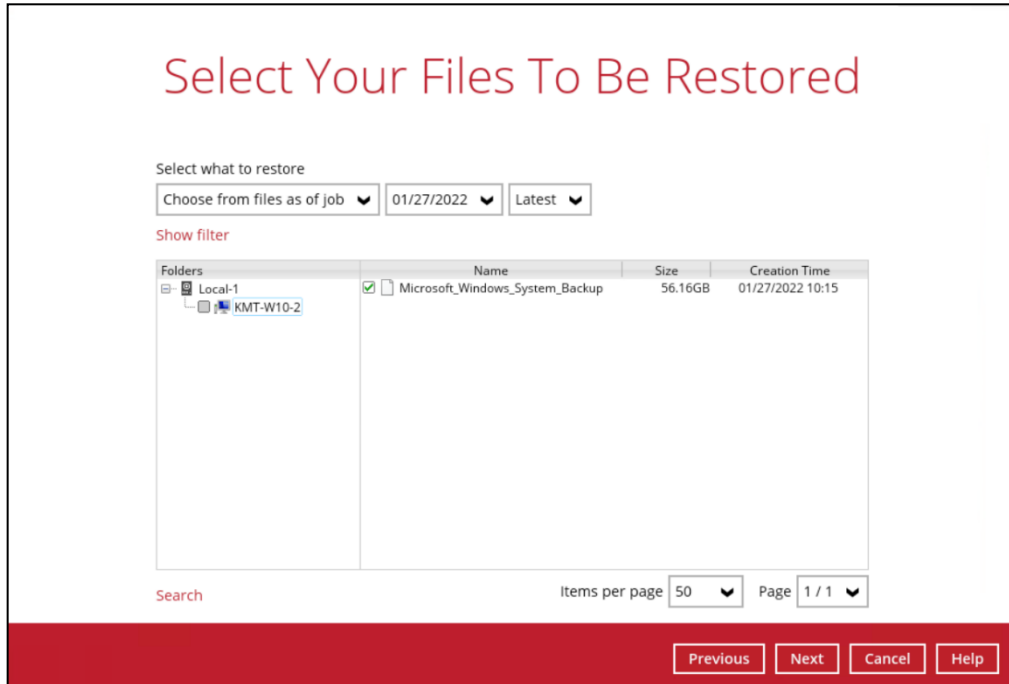 Select Your Files To Be Restored
Select what to restore
Choose from files as of job 01/27/2022 Latest
Show filter
Folders Name Size Creation Time
Local-1 Microsoft_Windows_System_Backup 56.16GB 01/27/2022 10:15
KMT-W10-2
Search Items per page 50 Page 1 / 1
Previous Next Cancel Help